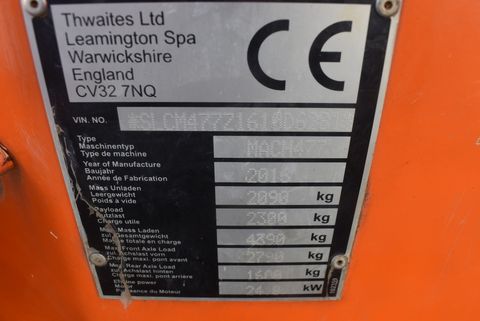 Thwaites Ltd
Leamington Spa
Warwickshire
England
CV32 7NQ
CE
VIN. NO.
Type
Maschinentyp
Type de machine
Year of Manufacture
Baujahr
Année de Fabrication
Mass Unladen
Leergewicht
Poids à vide
2090 kg
Payload
Nutzlast
Charge utile
2300 kg
Max. Mass Laden
zul. Gesamtgewicht
Masse totale en charge
4390 kg
Max. Front Axle Load
zul. Achslast vorn
Charge maxi. point avant
kg
Max. Rear Axle Load
zul. Achslast hinten
Charge maxi. point arrière
kg
Engine power
Motor
Puissance du Moteur
kW